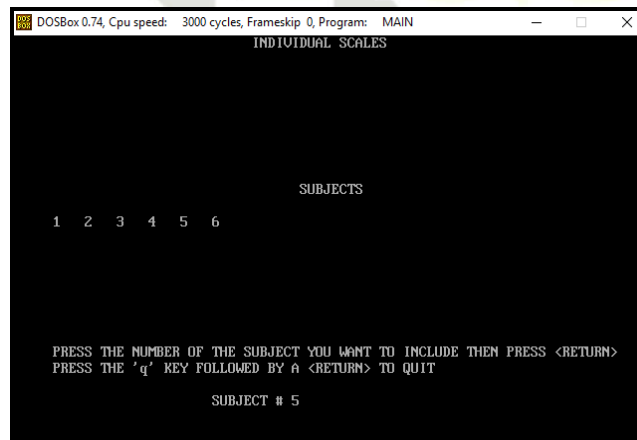 DOSBox 0.74, Cpu speed: 3000 cycles, Frameskip 0, Program: MAIN
INDIVIDUAL SCALES
SUBJECTS
1 2 3 4 5 6
PRESS THE NUMBER OF THE SUBJECT YOU WANT TO INCLUDE THEN PRESS <RETURN>
PRESS THE 'q' KEY FOLLOWED BY A <RETURN> TO QUIT
SUBJECT # 5